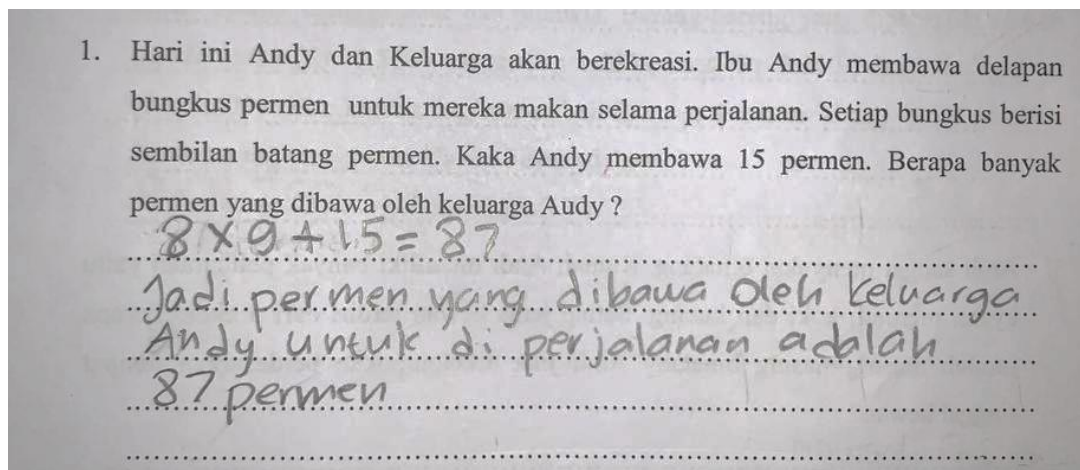 1. Hari ini Andy dan Keluarga akan berekreasi. Ibu Andy membawa delapan
bungkus permen untuk mereka makan selama perjalanan. Setiap bungkus berisi
sembilan batang permen. Kaka Andy membawa 15 permen. Berapa banyak
permen yang dibawa oleh keluarga Audy ?
8 x 9 + 15 = 87
Jadi permen yang dibawa oleh keluarga
Andy untuk di perjalanan adalah
87 permen